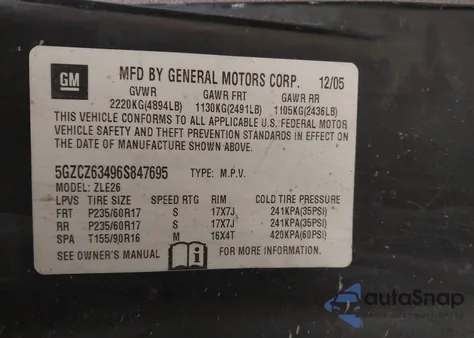 GM
MFD BY GENERAL MOTORS CORP. 12/05
GVWR GAWR FRT GAWR RR
2220KG(4894LB) 1130KG(2491LB) 1105KG(2436LB)
THIS VEHICLE CONFORMS TO ALL APPLICABLE U.S. FEDERAL MOTOR
VEHICLE SAFETY AND THEFT PREVENTION STANDARDS IN EFFECT ON
THE DATE OF MANUFACTURE SHOWN ABOVE.
5GZCZ63496S847695 TYPE: M.P.V.
MODEL: ZLE26
LPVS TIRE SIZE SPEED RTG RIM COLD TIRE PRESSURE
FRT P235/60R17 S 17X7J 241KPA(35PSI)
RR P235/60R17 S 17X7J 241KPA(35PSI)
SPA T155/90R16 M 16X4T 420KPA(60PSI)
SEE OWNER'S MANUAL FOR MORE INFORMATION.
autaSnap